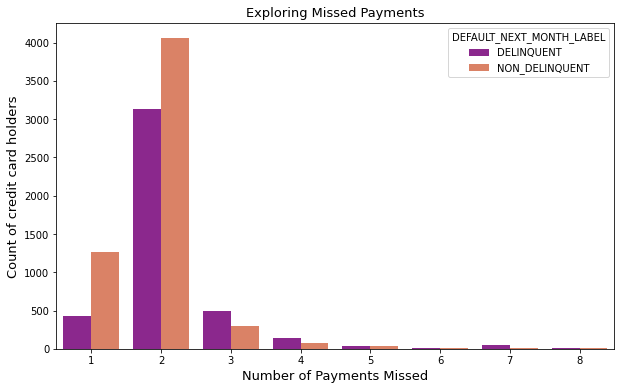 Exploring Missed Payments
DEFAULT_NEXT_MONTH_LABEL
DELINQUENT
NON_DELINQUENT
Count of credit card holders
4000
3500
3000
2500
2000
1500
1000
500
0
1 2 3 4 5 6 7 8
Number of Payments Missed